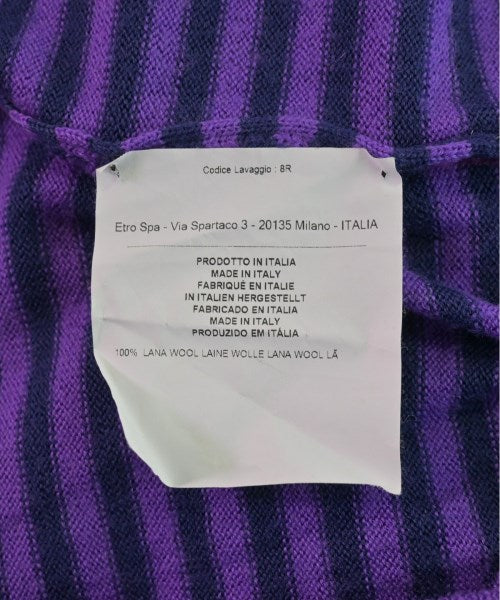 Codice Lavaggio : 8R
Etro Spa - Via Spartaco 3 - 20135 Milano - ITALIA
PRODOTTO IN ITALIA
MADE IN ITALY
FABRIQUÉ EN ITALIE
IN ITALIEN HERGESTELLT
FABRICADO EN ITALIA
MADE IN ITALY
PRODUZIDO EM ITÁLIA
100% LANA WOOL LAINE WOLLE LANA WOOL LÃ